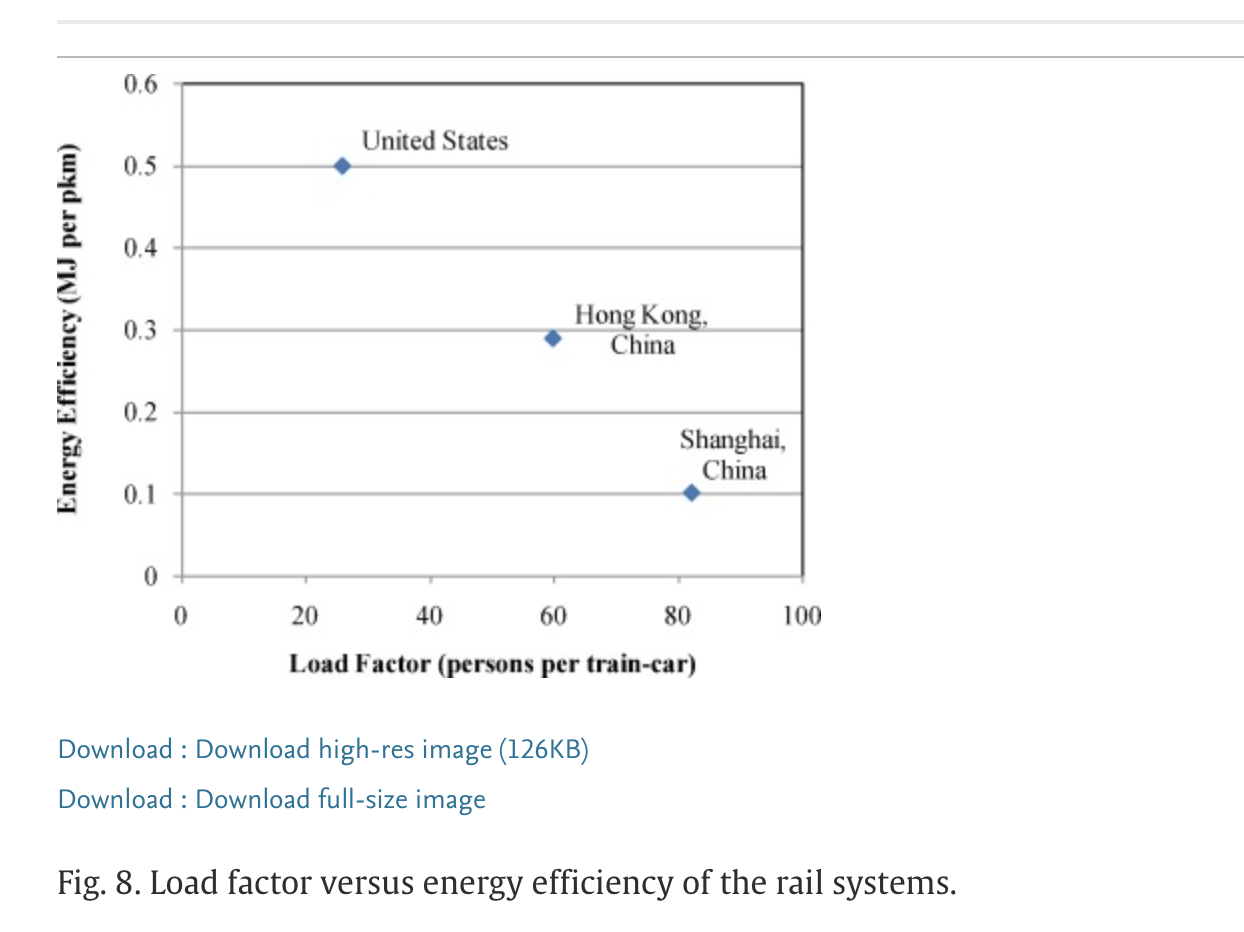 0.6
United States
0.5
0.4
Hong Kong,
0.3
China
0.2
Shanghai,
China
0.1
0
0 20 40 60 80 100
Energy Efficiency (MJ per pkm)
Load Factor (persons per train-car)
Download : Download high-res image (126KB)
Download : Download full-size image
Fig. 8. Load factor versus energy efficiency of the rail systems.